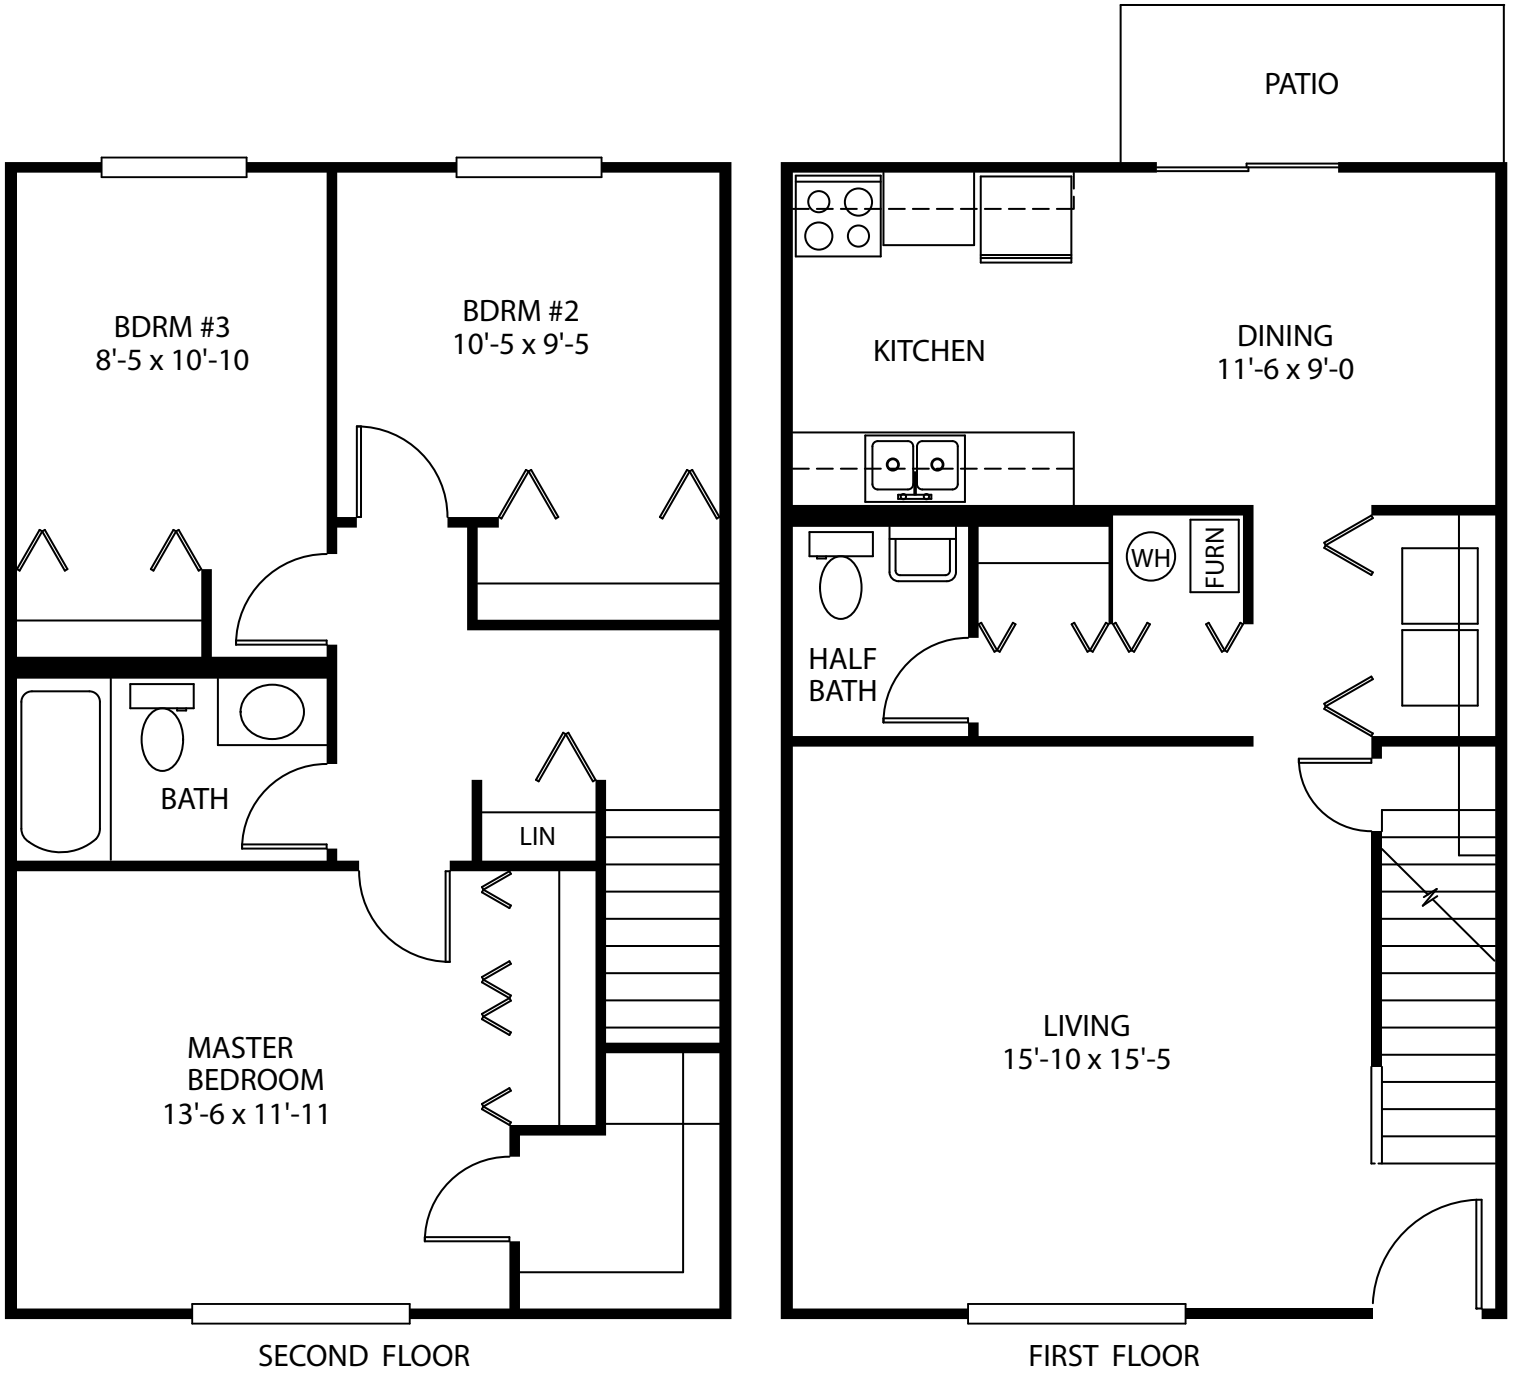 BDRM #3
8'-5 x 10'-10
BDRM #2
10'-5 x 9'-5
BATH
LIN
MASTER
BEDROOM
13'-6 x 11'-11
SECOND FLOOR
PATIO
KITCHEN
DINING
11'-6 x 9'-0
HALF
BATH
WH
FURN
LIVING
15'-10 x 15'-5
FIRST FLOOR